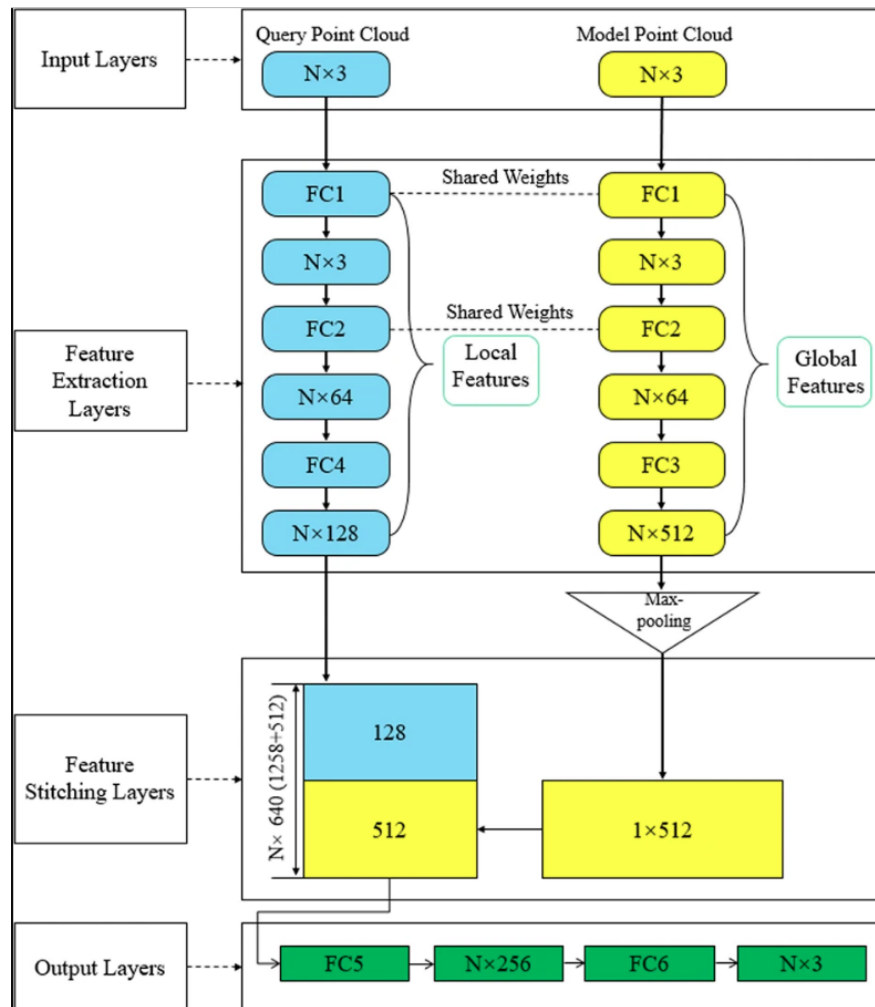 Input Layers
Query Point Cloud
Model Point Cloud
N×3
N×3
Feature
Extraction
Layers
FC1
Shared Weights
FC1
N×3
N×3
FC2
Shared Weights
FC2
Local
Features
Global
Features
N×64
N×64
FC4
FC3
N×128
N×512
Max-
pooling
Feature
Stitching Layers
N× 640 (1258+512)
128
512
1×512
Output Layers
FC5
N×256
FC6
N×3